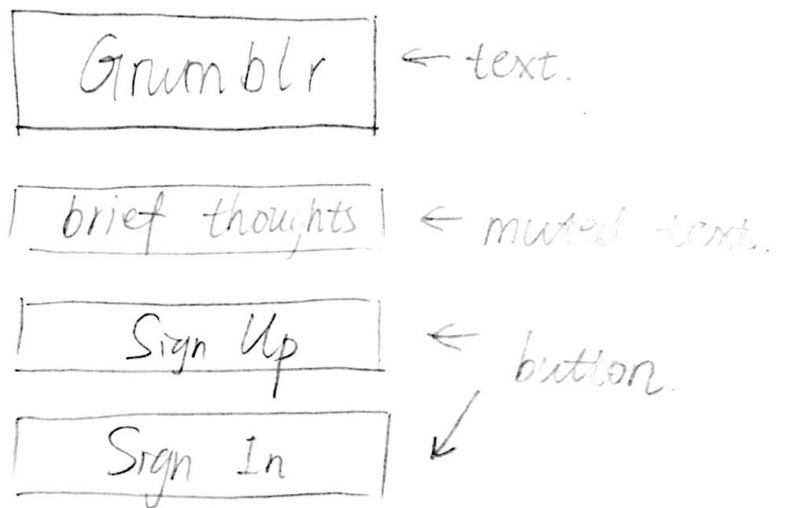 Grumblr ← text.
brief thoughts ← muted text.
Sign Up ←
button.
Sign In